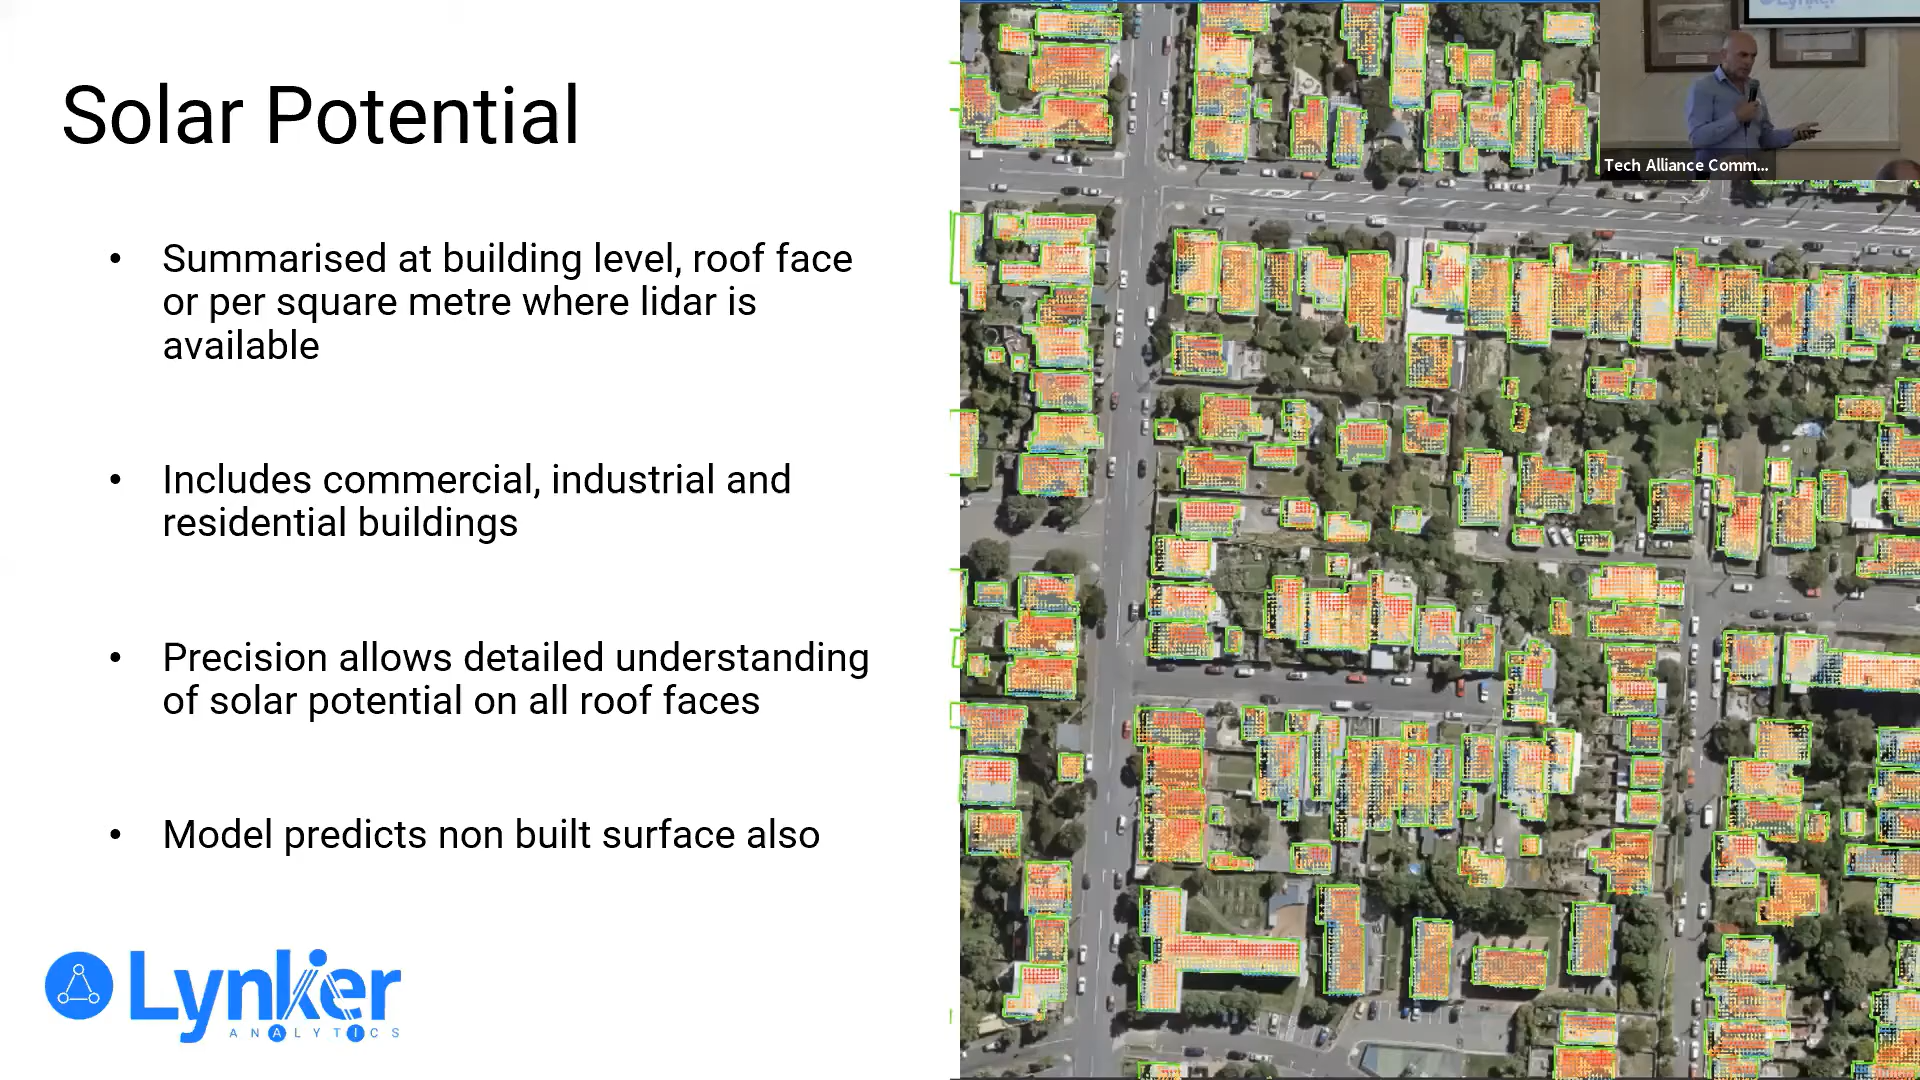 Solar Potential
• Summarised at building level, roof face
or per square metre where lidar is
available
• Includes commercial, industrial and
residential buildings
• Precision allows detailed understanding
of solar potential on all roof faces
• Model predicts non built surface also
Lynker
ANALYTICS
Lynker
Tech Alliance Comm...